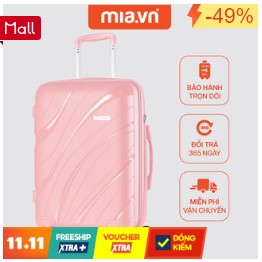 Mall
mia.vn
-49%
BẢO HÀNH
TRỌN ĐỜI
365
ĐỔI TRẢ
365 NGÀY
MIỄN PHÍ
VẬN CHUYỂN
11.11
FREESHIP
XTRA+
VOUCHER
XTRA
ĐỒNG
KIỂM